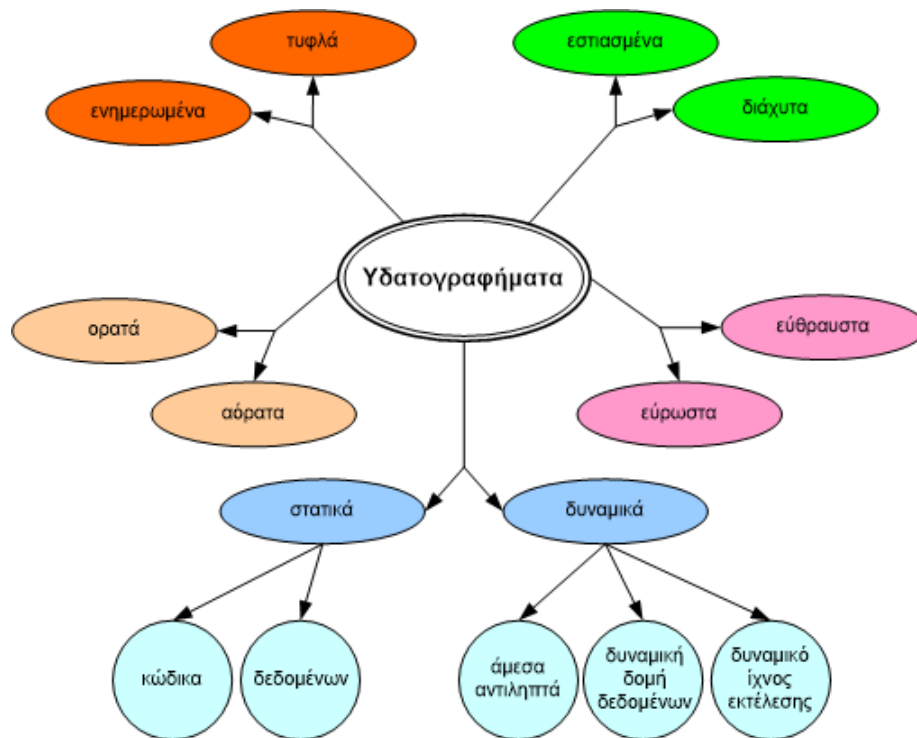 τυφλά
εστιασμένα
ενημερωμένα
διάχυτα
Υδατογραφήματα
ορατά
εύθραυστα
αόρατα
εύρωστα
στατικά
δυναμικά
κώδικα
δεδομένων
άμεσα
αντιληπτά
δυναμική
δομή
δεδομένων
δυναμικό
ίχνος
εκτέλεσης